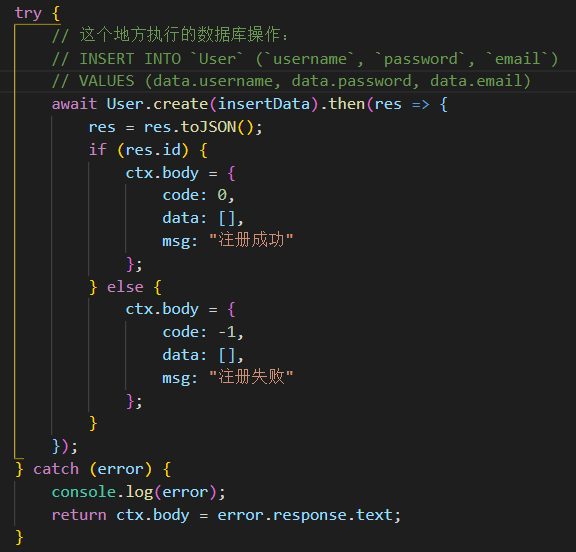 try {
// 这个地方执行的数据库操作：
// INSERT INTO `User` (`username`, `password`, `email`)
// VALUES (data.username, data.password, data.email)
await User.create(insertData).then(res => {
res = res.toJSON();
if (res.id) {
ctx.body = {
code: 0,
data: [],
msg: "注册成功"
};
} else {
ctx.body = {
code: -1,
data: [],
msg: "注册失败"
};
}
});
} catch (error) {
console.log(error);
return ctx.body = error.response.text;
}